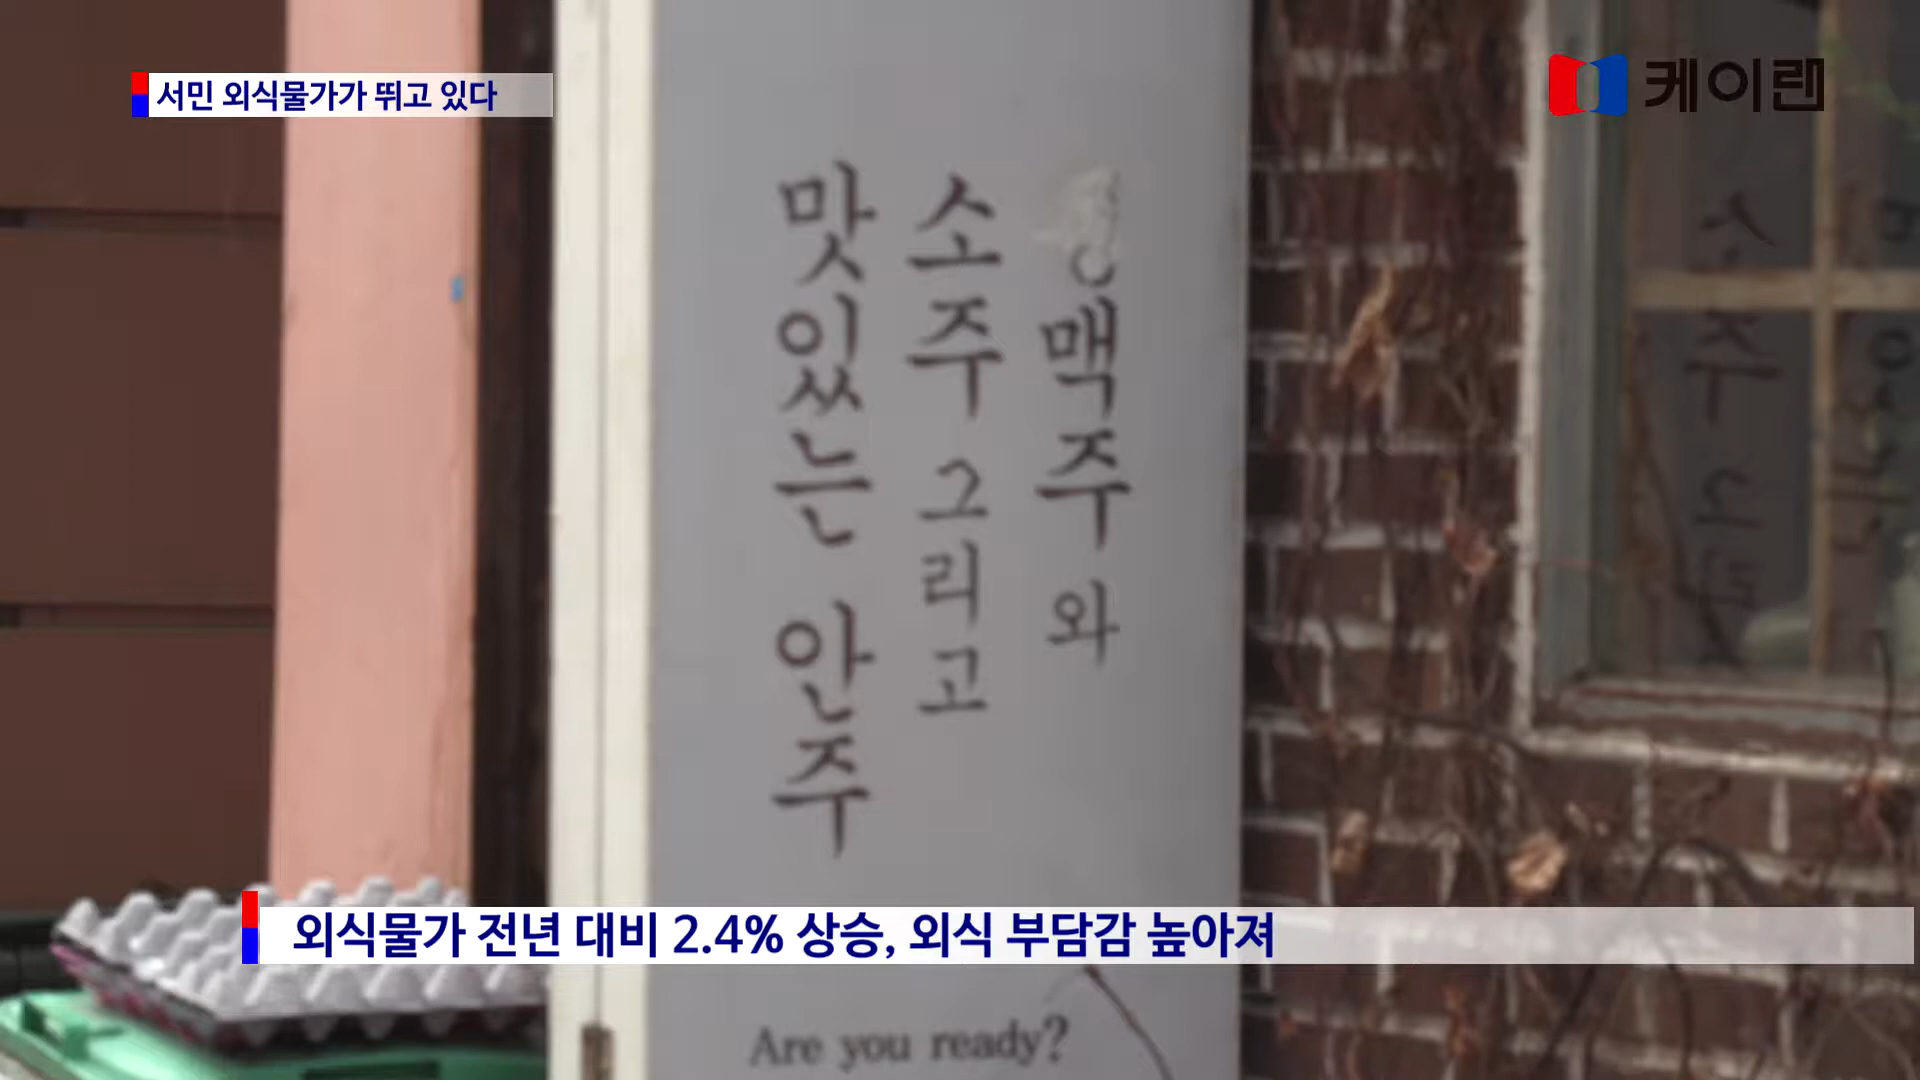 서민 외식물가가 뛰고 있다
케이렌
맥주와
소주 그리고
맛있는 안주
외식물가 전년 대비 2.4% 상승, 외식 부담감 높아져
Are you ready?